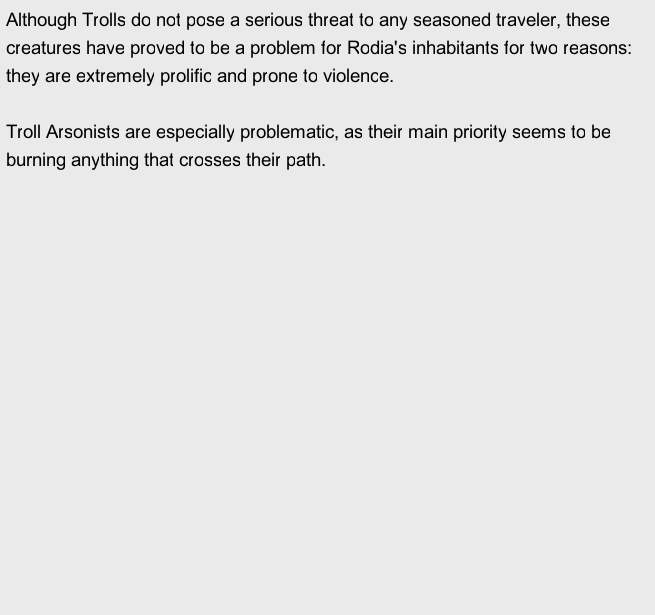 Although Trolls do not pose a serious threat to any seasoned traveler, these
creatures have proved to be a problem for Rodia's inhabitants for two reasons:
they are extremely prolific and prone to violence.
Troll Arsonists are especially problematic, as their main priority seems to be
burning anything that crosses their path.